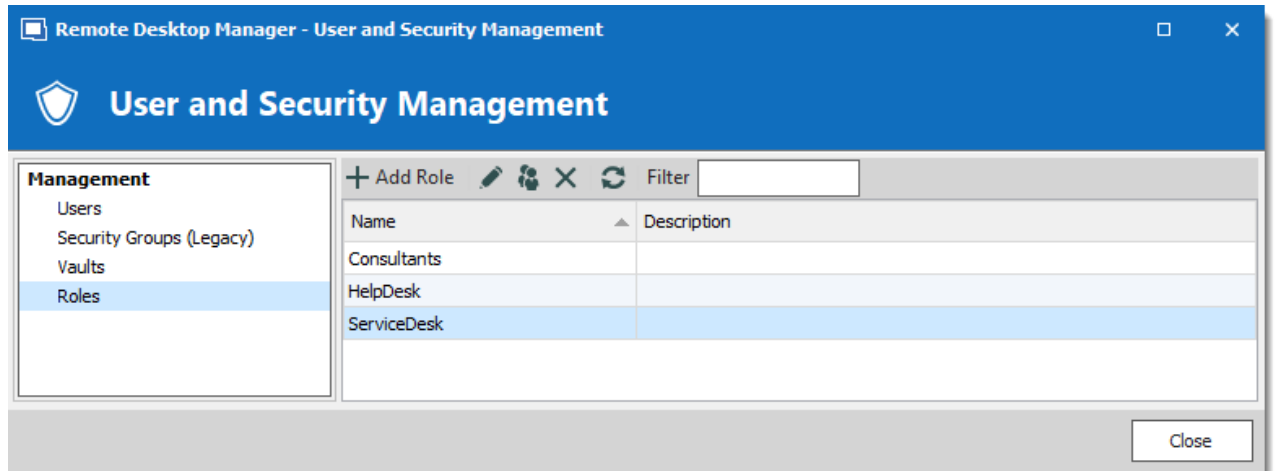 Remote Desktop Manager - User and Security Management
User and Security Management
Management
Users
Security Groups (Legacy)
Vaults
Roles
Add Role Filter
Name Description
Consultants
HelpDesk
ServiceDesk
Close